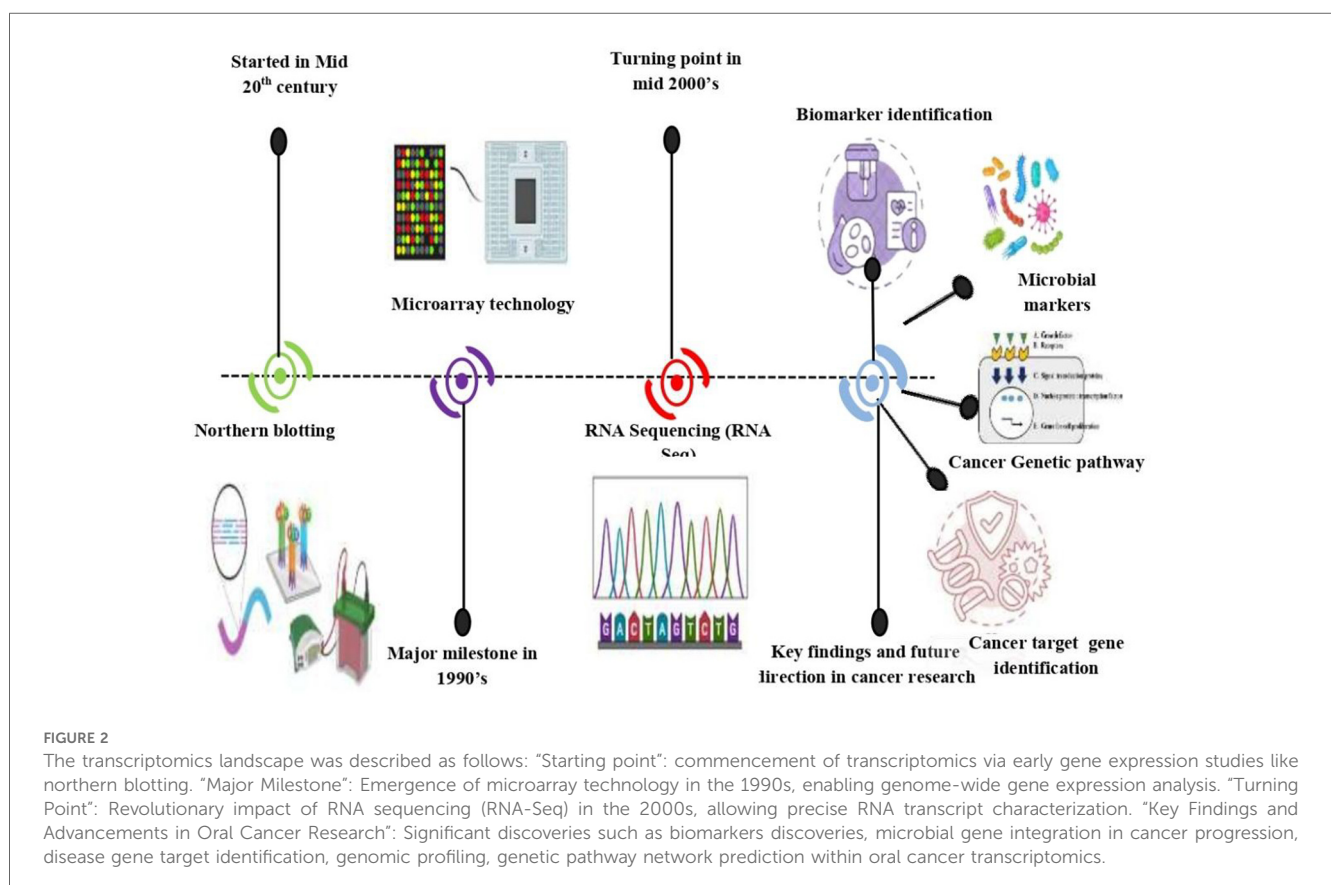 Started in Mid
20th century
Turning point in
mid 2000's
Biomarker identification
Microarray technology
Microbial
markers
Northern blotting
RNA Sequencing (RNA
Seq)
A. Growth factor
B. Receptors
C. Signal transduction proteins
Cancer Genetic pathway
GACTAGTCTG
Major milestone in
1990's
Key findings and future
direction in cancer research
Cancer target gene
identification
FIGURE 2
The transcriptomics landscape was described as follows: “Starting point”: commencement of transcriptomics via early gene expression studies like
northern blotting. “Major Milestone”: Emergence of microarray technology in the 1990s, enabling genome-wide gene expression analysis. “Turning
Point”: Revolutionary impact of RNA sequencing (RNA-Seq) in the 2000s, allowing precise RNA transcript characterization. “Key Findings and
Advancements in Oral Cancer Research”: Significant discoveries such as biomarkers discoveries, microbial gene integration in cancer progression,
disease gene target identification, genomic profiling, genetic pathway network prediction within oral cancer transcriptomics.